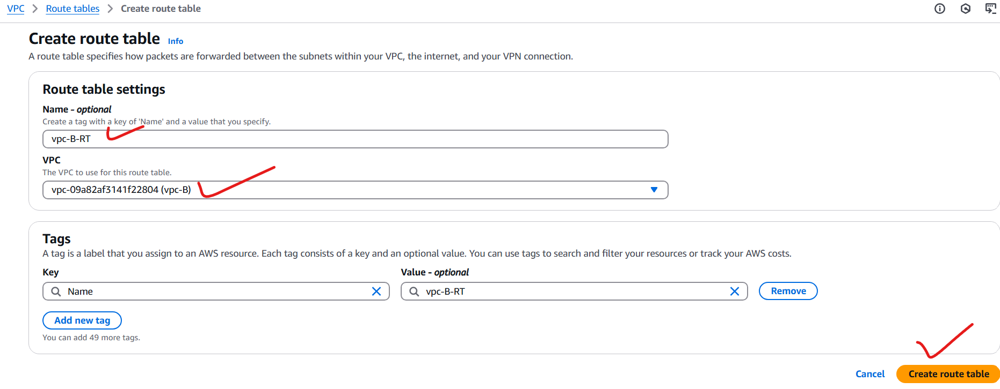 VPC > Route tables > Create route table
Create route table Info
A route table specifies how packets are forwarded between the subnets within your VPC, the internet, and your VPN connection.
Route table settings
Name - optional
Create a tag with a key of 'Name' and a value that you specify.
vpc-B-RT
VPC
The VPC to use for this route table.
vpc-09a82af3141f22804 (vpc-B)
Tags
A tag is a label that you assign to an AWS resource. Each tag consists of a key and an optional value. You can use tags to search and filter your resources or track your AWS costs.
Key Value - optional
Name vpc-B-RT Remove
Add new tag
You can add 49 more tags.
Cancel Create route table